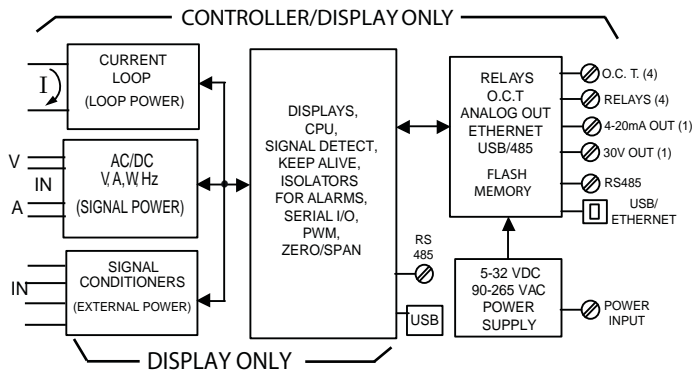 CONTROLLER/DISPLAY ONLY
CURRENT
LOOP
(LOOP POWER)
I
V
IN
A
AC/DC
V, A, W, Hz
(SIGNAL POWER)
IN
SIGNAL
CONDITIONERS
(EXTERNAL POWER)
DISPLAYS,
CPU,
SIGNAL DETECT,
KEEP ALIVE,
ISOLATORS
FOR ALARMS,
SERIAL I/O,
PWM,
ZERO/SPAN
RS
485
USB
RELAYS
O.C.T
ANALOG OUT
ETHERNET
USB/485
FLASH
MEMORY
O.C. T. (4)
RELAYS (4)
4-20mA OUT (1)
30V OUT (1)
RS485
USB/
ETHERNET
5-32 VDC
90-265 VAC
POWER
SUPPLY
POWER
INPUT
DISPLAY ONLY